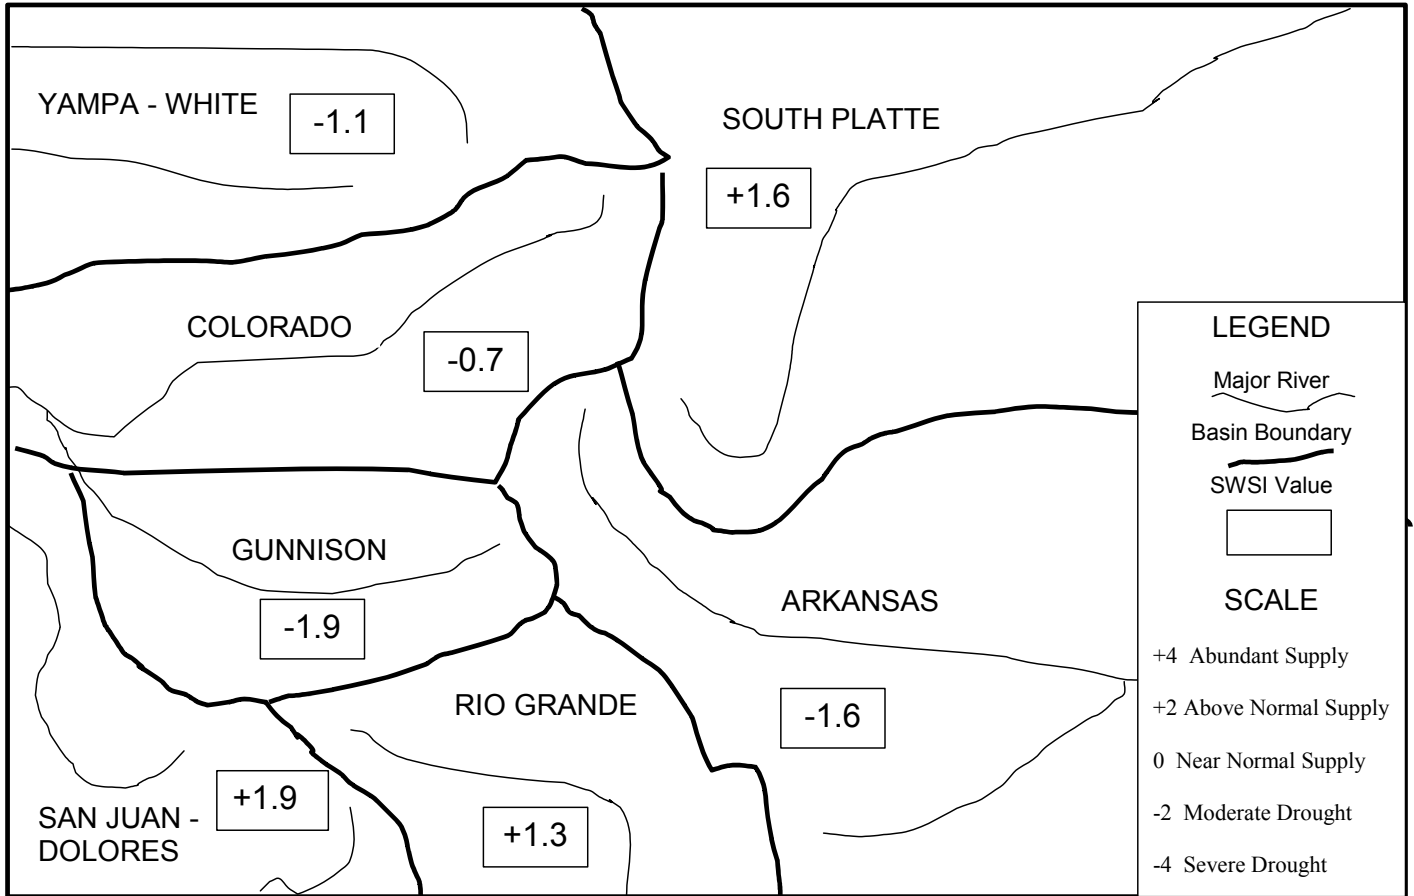 YAMPA - WHITE
-1.1
SOUTH PLATTE
+1.6
COLORADO
-0.7
GUNNISON
-1.9
ARKANSAS
-1.6
RIO GRANDE
+1.3
SAN JUAN -
DOLORES
+1.9
LEGEND
Major River
Basin Boundary
SWSI Value
SCALE
+4 Abundant Supply
+2 Above Normal Supply
0 Near Normal Supply
-2 Moderate Drought
-4 Severe Drought